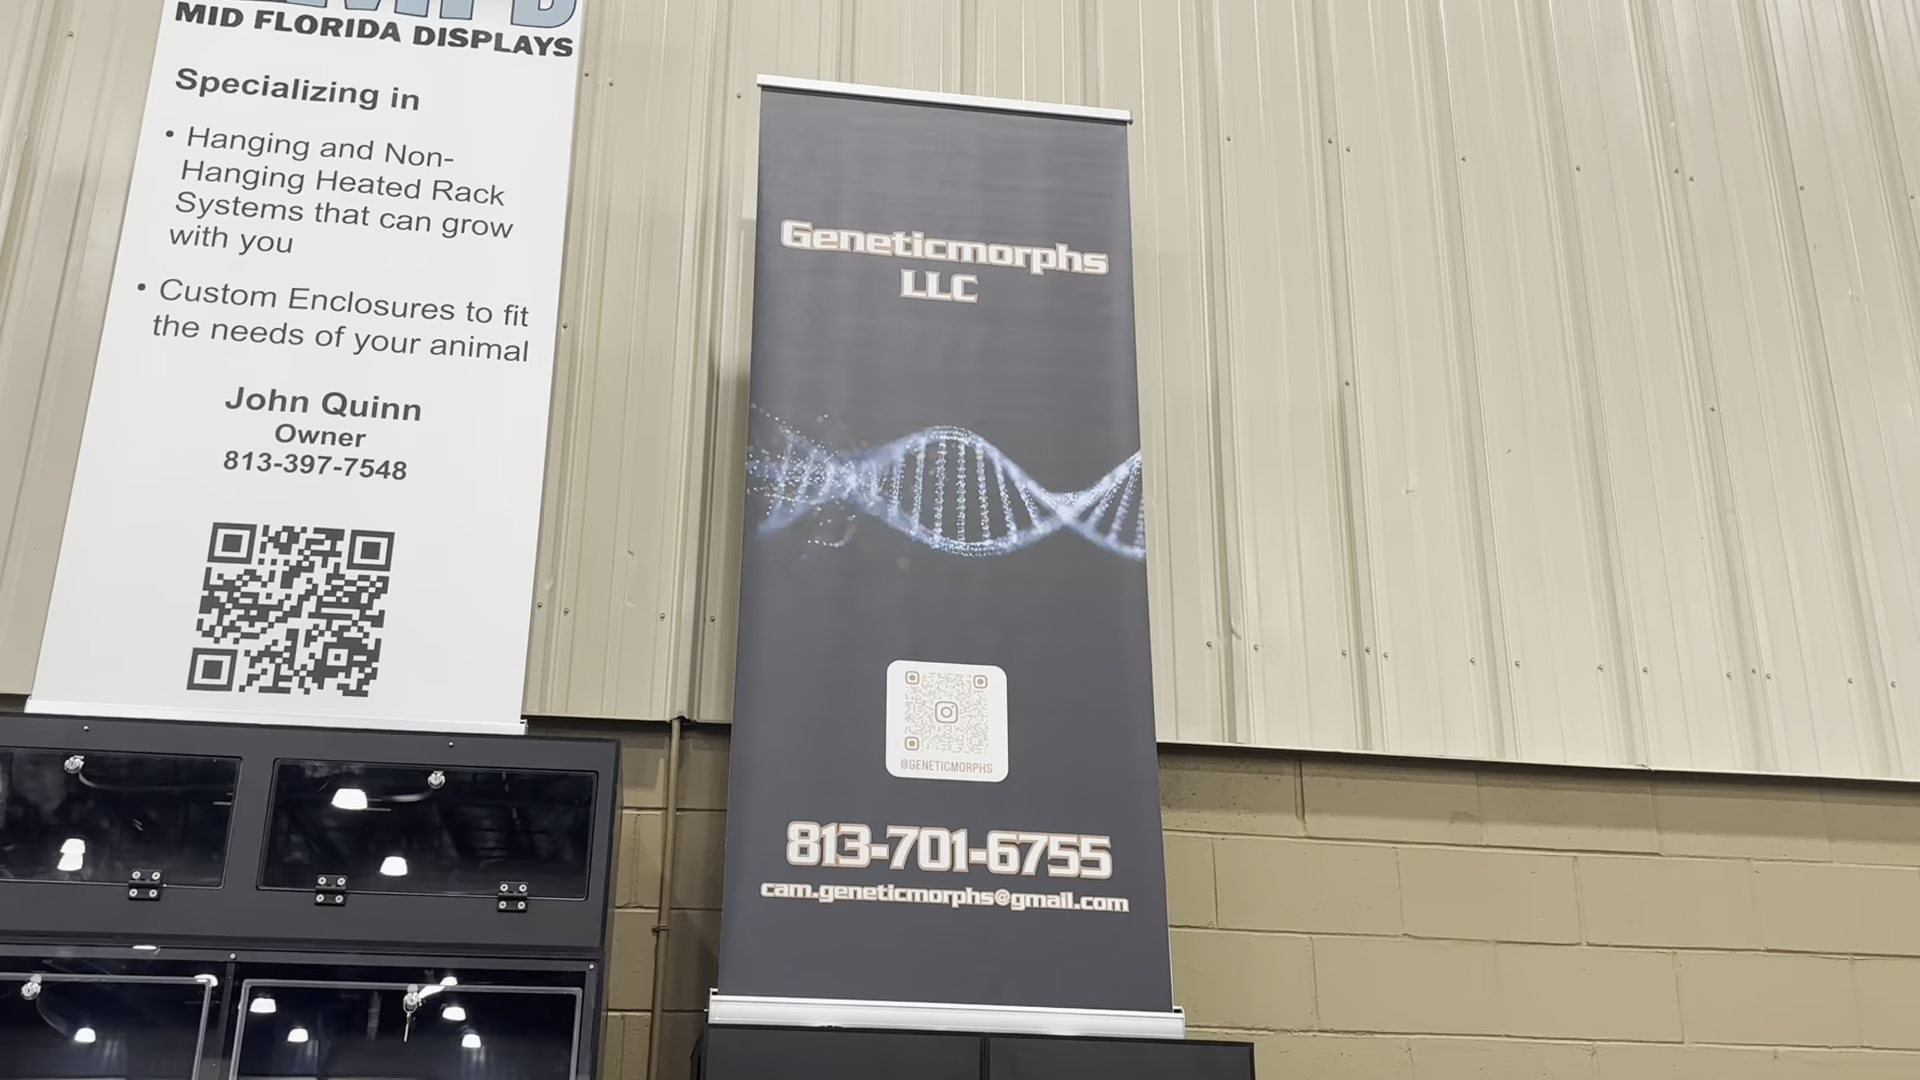 MID FLORIDA DISPLAYS
Specializing in
• Hanging and Non-
Hanging Heated Rack
Systems that can grow
with you
• Custom Enclosures to fit
the needs of your animal
John Quinn
Owner
813-397-7548
Geneticmorphs
LLC
@GENETICMORPHS
813-701-6755
cam.geneticmorphs@gmail.com